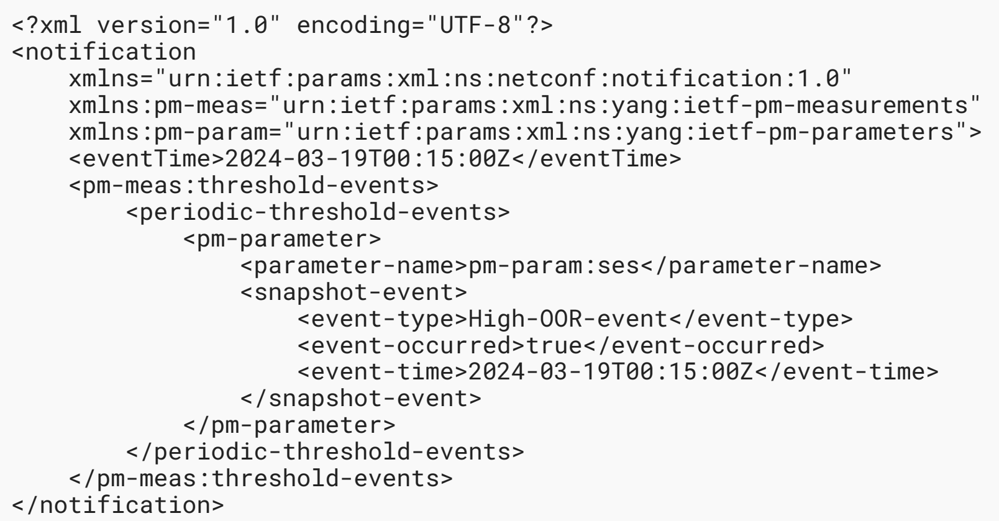 <?xml version="1.0" encoding="UTF-8"?>
<notification
    xmlns="urn:ietf:params:xml:ns:netconf:notification:1.0"
    xmlns:pm-meas="urn:ietf:params:xml:ns:yang:ietf-pm-measurements"
    xmlns:pm-param="urn:ietf:params:xml:ns:yang:ietf-pm-parameters">
    <eventTime>2024-03-19T00:15:00Z</eventTime>
    <pm-meas:threshold-events>
        <periodic-threshold-events>
            <pm-parameter>
                <parameter-name>pm-param:ses</parameter-name>
                <snapshot-event>
                    <event-type>High-OOR-event</event-type>
                    <event-occurred>true</event-occurred>
                    <event-time>2024-03-19T00:15:00Z</event-time>
                </snapshot-event>
            </pm-parameter>
        </periodic-threshold-events>
    </pm-meas:threshold-events>
</notification>